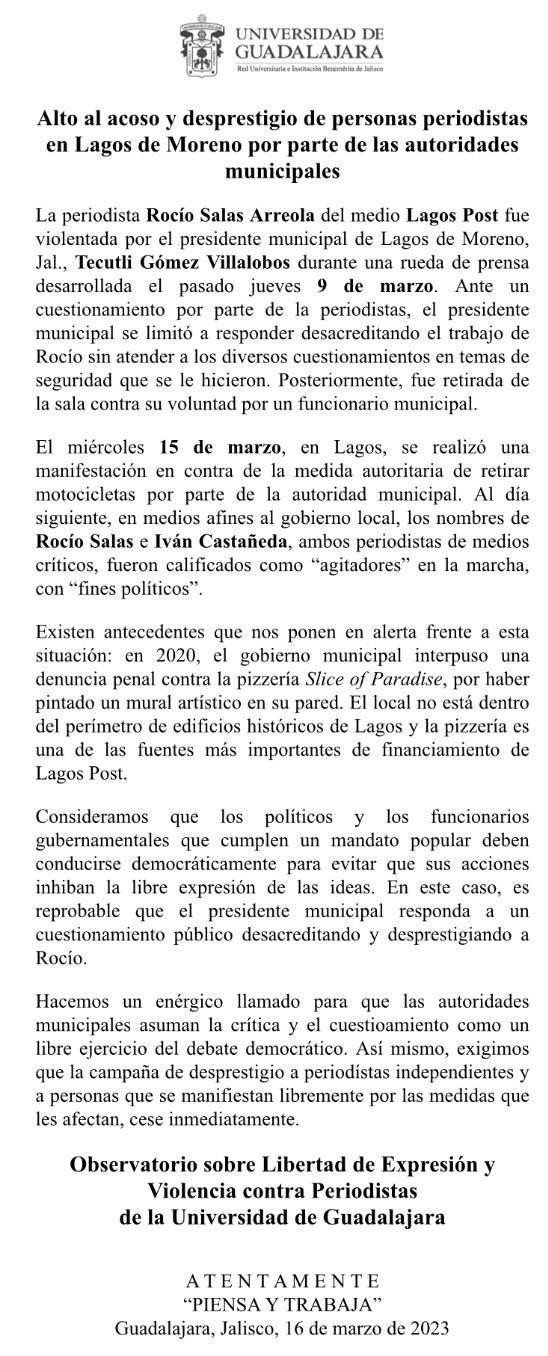 UNIVERSIDAD DE
GUADALAJARA
Red Universitaria e Institución Benemérita de Jalisco
Alto al acoso y desprestigio de personas periodistas
en Lagos de Moreno por parte de las autoridades
municipales
La periodista Rocío Salas Arreola del medio Lagos Post fue
violentada por el presidente municipal de Lagos de Moreno,
Jal., Tecutli Gómez Villalobos durante una rueda de prensa
desarrollada el pasado jueves 9 de marzo. Ante un
cuestionamiento por parte de la periodistas, el presidente
municipal se limitó a responder desacreditando el trabajo de
Rocío sin atender a los diversos cuestionamientos en temas de
seguridad que se le hicieron. Posteriormente, fue retirada de
la sala contra su voluntad por un funcionario municipal.
El miércoles 15 de marzo, en Lagos, se realizó una
manifestación en contra de la medida autoritaria de retirar
motocicletas por parte de la autoridad municipal. Al día
siguiente, en medios afines al gobierno local, los nombres de
Rocío Salas e Iván Castañeda, ambos periodistas de medios
críticos, fueron calificados como “agitadores” en la marcha,
con “fines políticos”.
Existen antecedentes que nos ponen en alerta frente a esta
situación: en 2020, el gobierno municipal interpuso una
denuncia penal contra la pizzería Slice of Paradise, por haber
pintado un mural artístico en su pared. El local no está dentro
del perímetro de edificios históricos de Lagos y la pizzería es
una de las fuentes más importantes de financiamiento de
Lagos Post.
Consideramos que los políticos y los funcionarios
gubernamentales que cumplen un mandato popular deben
conducirse democráticamente para evitar que sus acciones
inhiban la libre expresión de las ideas. En este caso, es
reprobable que el presidente municipal responda a un
cuestionamiento público desacreditando y desprestigiando a
Rocío.
Hacemos un enérgico llamado para que las autoridades
municipales asuman la crítica y el cuestioamiento como un
libre ejercicio del debate democrático. Así mismo, exigimos
que la campaña de desprestigio a periodístas independientes y
a personas que se manifiestan libremente por las medidas que
les afectan, cese inmediatamente.
Observatorio sobre Libertad de Expresión y
Violencia contra Periodistas
de la Universidad de Guadalajara
A T E N T A M E N T E
“PIENSA Y TRABAJA”
Guadalajara, Jalisco, 16 de marzo de 2023